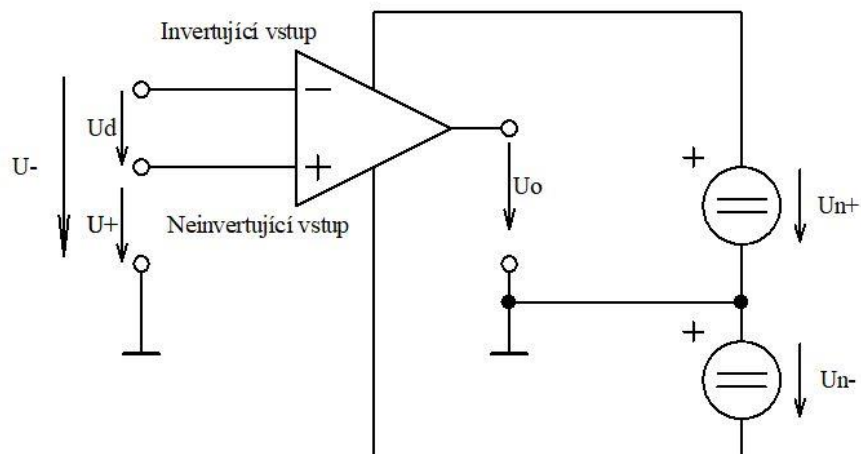 Invertující vstup
−
Ud
U-
+
U+
Neinvertující vstup
Uo
+
Un+
+
Un-